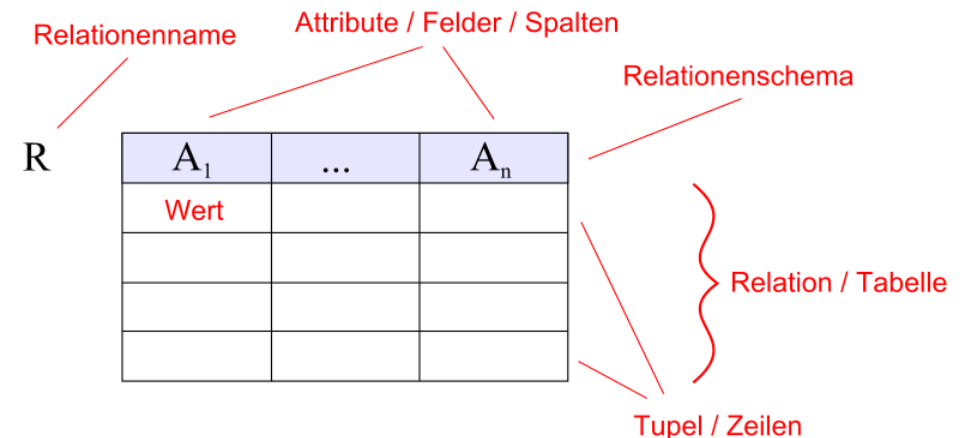 Relationenname
Attribute / Felder / Spalten
Relationenschema
R
A₁ ... Aₙ
Wert
Relation / Tabelle
Tupel / Zeilen